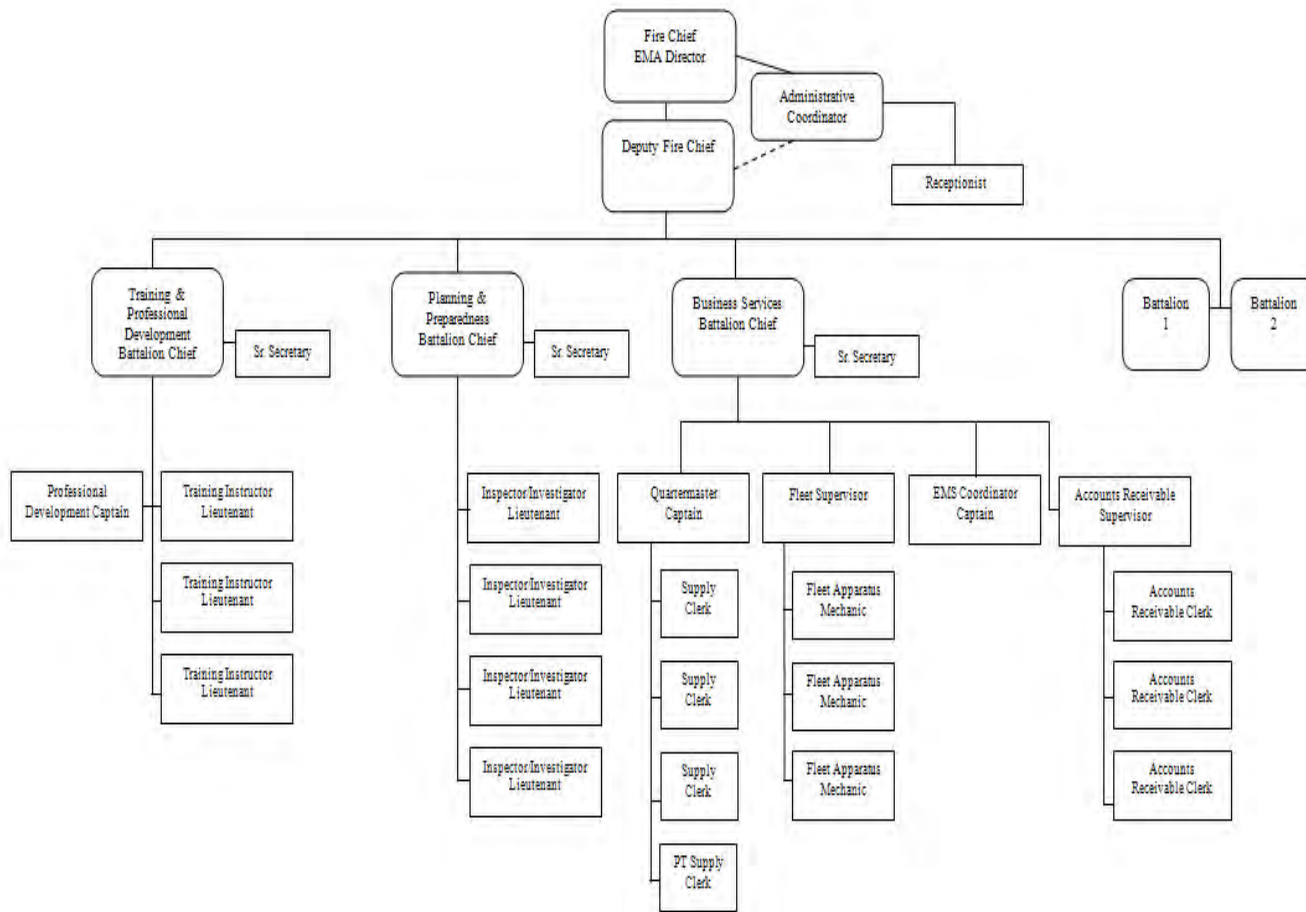 Fire Chief
EMA Director
Administrative
Coordinator
Deputy Fire Chief
Receptionist
Training &
Professional
Development
Battalion Chief
Sr. Secretary
Planning &
Preparedness
Battalion Chief
Sr. Secretary
Business Services
Battalion Chief
Sr. Secretary
Battalion
1
Battalion
2
Professional
Development Captain
Training Instructor
Lieutenant
Training Instructor
Lieutenant
Training Instructor
Lieutenant
Inspector/Investigator
Lieutenant
Inspector/Investigator
Lieutenant
Inspector/Investigator
Lieutenant
Inspector/Investigator
Lieutenant
Quartermaster
Captain
Supply
Clerk
Supply
Clerk
Supply
Clerk
PT Supply
Clerk
Fleet Supervisor
Fleet Apparatus
Mechanic
Fleet Apparatus
Mechanic
Fleet Apparatus
Mechanic
EMS Coordinator
Captain
Accounts Receivable
Supervisor
Accounts
Receivable Clerk
Accounts
Receivable Clerk
Accounts
Receivable Clerk